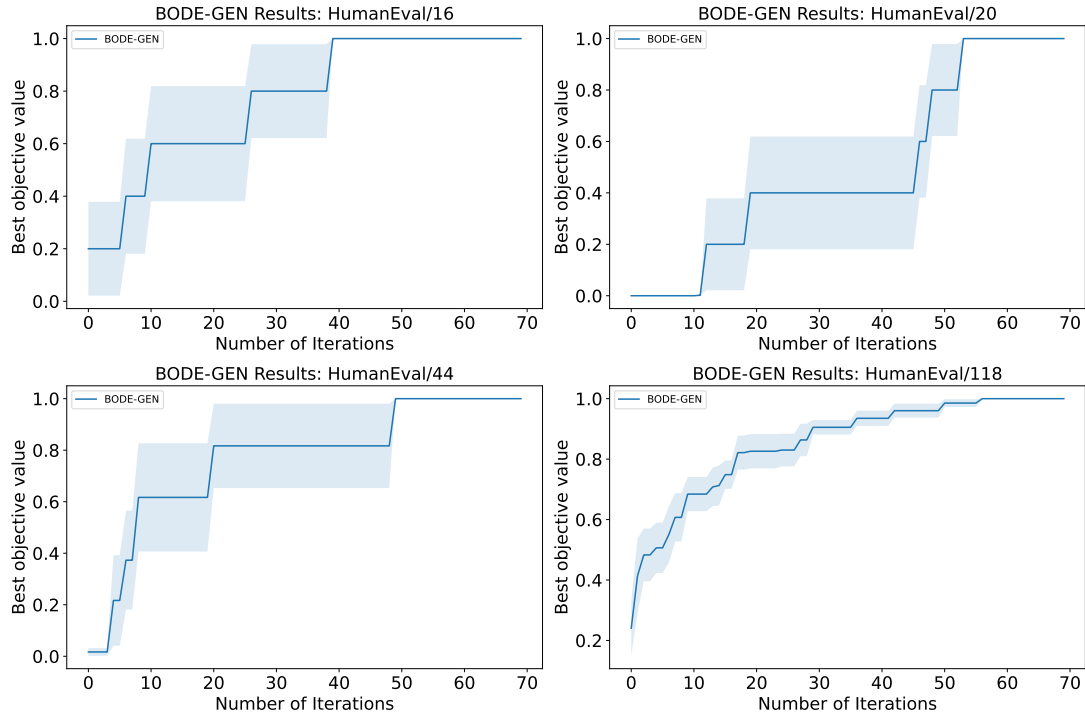 BODE-GEN Results: HumanEval/16
BODE-GEN
Best objective value
1.0
0.8
0.6
0.4
0.2
0.0
0 10 20 30 40 50 60 70
Number of Iterations
BODE-GEN Results: HumanEval/20
BODE-GEN
Best objective value
1.0
0.8
0.6
0.4
0.2
0.0
0 10 20 30 40 50 60 70
Number of Iterations
BODE-GEN Results: HumanEval/44
BODE-GEN
Best objective value
1.0
0.8
0.6
0.4
0.2
0.0
0 10 20 30 40 50 60 70
Number of Iterations
BODE-GEN Results: HumanEval/118
BODE-GEN
Best objective value
1.0
0.8
0.6
0.4
0.2
0 10 20 30 40 50 60 70
Number of Iterations